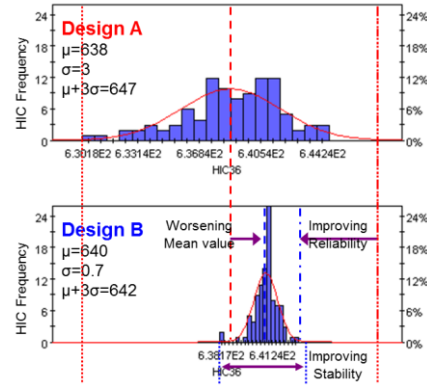 24
18
12
6
0
HIC Frequency
Design A
μ=638
σ=3
μ+3σ=647
24%
18%
12%
6%
0%
6.3018E2 6.3314E2 6.3684E2 6.4054E2 6.4424E2
HIC36
24
18
12
6
0
HIC Frequency
Design B
μ=640
σ=0.7
μ+3σ=642
Worsening
Mean value
Improving
Reliability
24%
18%
12%
6%
0%
6.3817E2 6.4124E2
HIC36
Improving
Stability